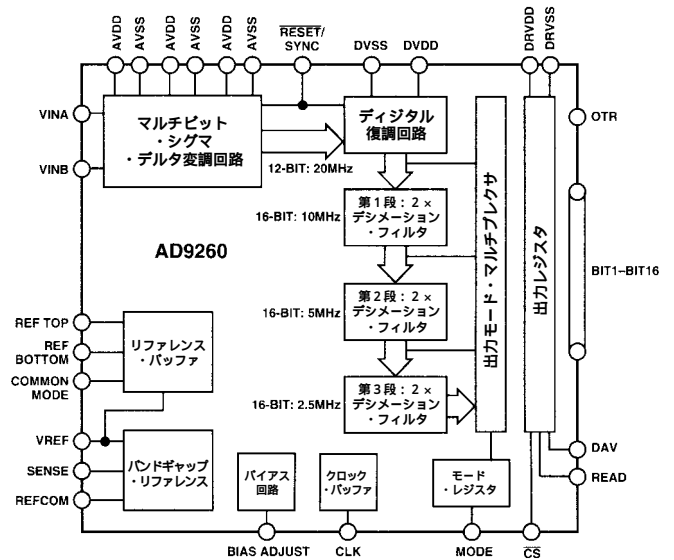 AVDD
AVSS
AVDD
AVSS
AVDD
AVSS
RESET/
SYNC
DVSS
DVDD
DRVDD
DRVSS
VINA
VINB
マルチビット
・シグマ
・デルタ変調回路
ディジタル
復調回路
12-BIT: 20MHz
OTR
第1段：2×
デシメーション
・フィルタ
16-BIT: 10MHz
AD9260
出力モード・マルチプレクサ
出力レジスタ
BIT1–BIT16
第2段：2×
デシメーション
・フィルタ
16-BIT: 5MHz
REF TOP
REF
BOTTOM
COMMON
MODE
リファレンス
・バッファ
第3段：2×
デシメーション
・フィルタ
16-BIT: 2.5MHz
VREF
SENSE
REFCOM
バンドギャップ
・リファレンス
バイアス
回路
クロック
・バッファ
モード
・レジスタ
DAV
READ
BIAS ADJUST
CLK
MODE
CS